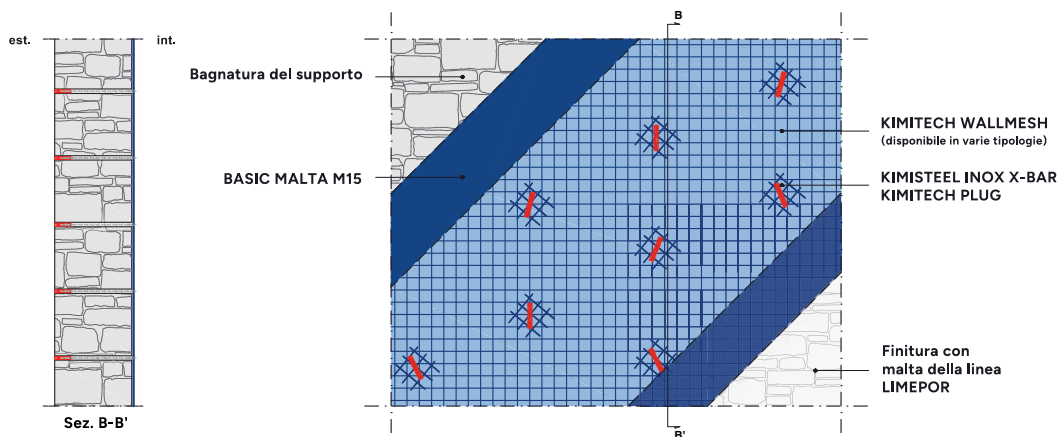 B
est.
int.
Bagnatura del supporto
BASIC MALTA M15
KIMITECH WALLMESH
(disponibile in varie tipologie)
KIMISTEEL INOX X-BAR
KIMITECH PLUG
Finitura con
malta della linea
LIMEPOR
Sez. B-B'
B'